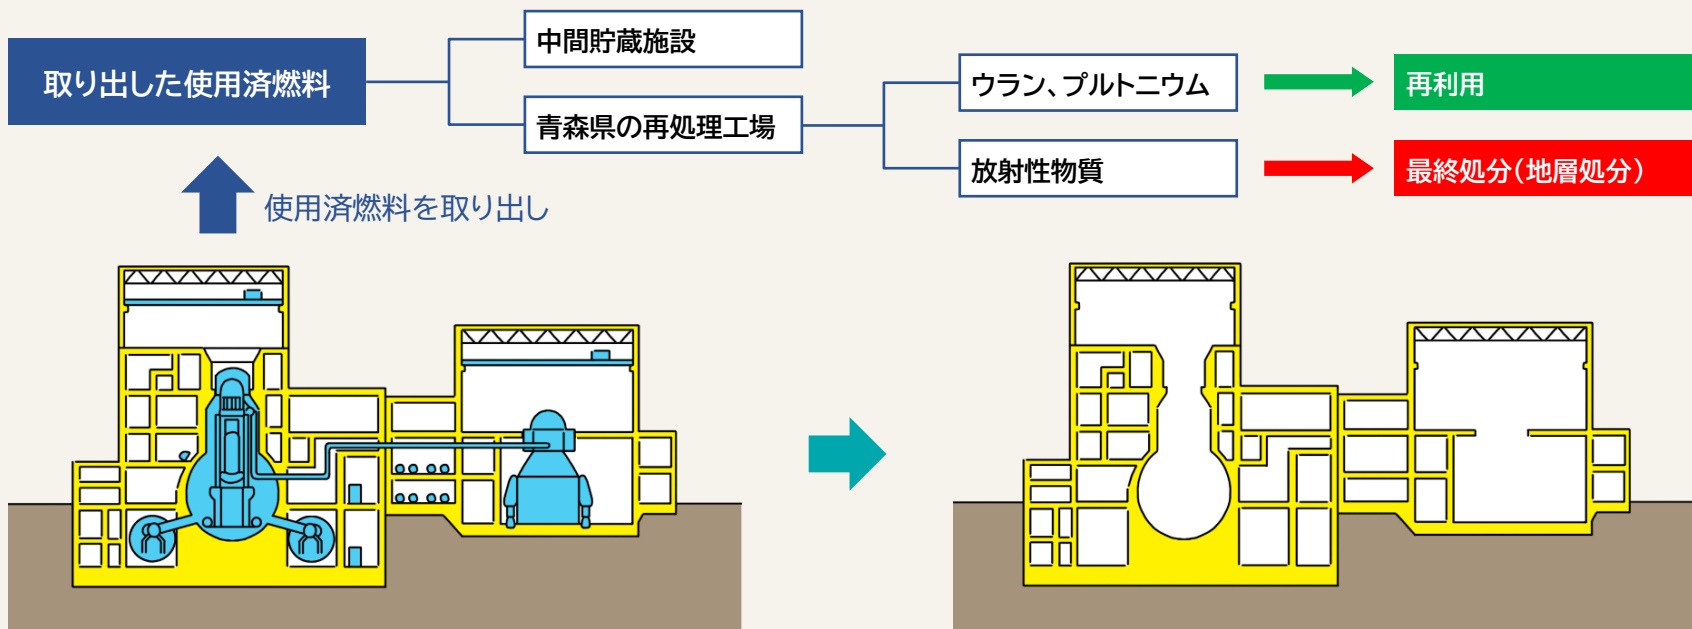 取り出した使用済燃料
中間貯蔵施設
青森県の再処理工場
ウラン、プルトニウム
放射性物質
再利用
最終処分(地層処分)
使用済燃料を取り出し